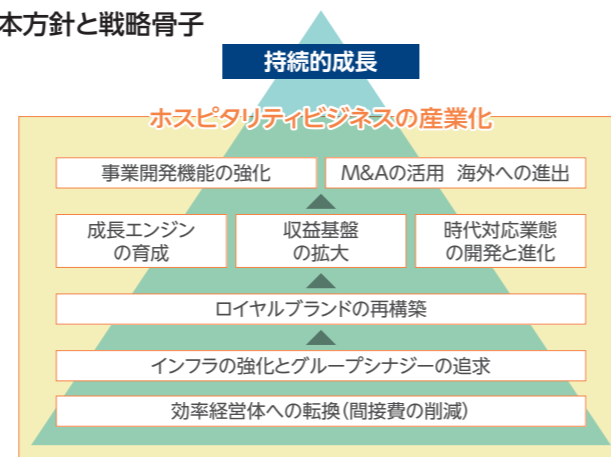 本方針と戦略骨子
持続的成長
ホスピタリティビジネスの産業化
事業開発機能の強化
M&Aの活用 海外への進出
成長エンジン
の育成
収益基盤
の拡大
時代対応業態
の開発と進化
ロイヤルブランドの再構築
インフラの強化とグループシナジーの追求
効率経営体への転換(間接費の削減)